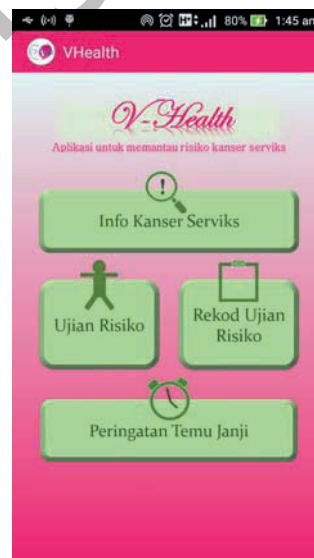 80% 1:45 am
VHealth
V-Health
Aplikasi untuk memantau risiko kanser serviks
Info Kanser Serviks
Ujian Risiko
Rekod Ujian
Risiko
Peringatan Temu Janji